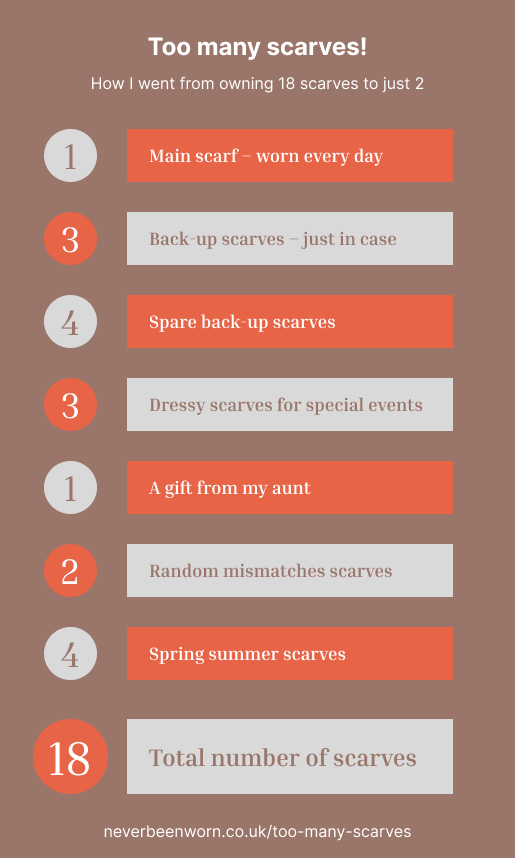 Too many scarves!
How I went from owning 18 scarves to just 2
1
Main scarf – worn every day
3
Back-up scarves – just in case
4
Spare back-up scarves
3
Dressy scarves for special events
1
A gift from my aunt
2
Random mismatches scarves
4
Spring summer scarves
18
Total number of scarves
neverbeenworn.co.uk/too-many-scarves